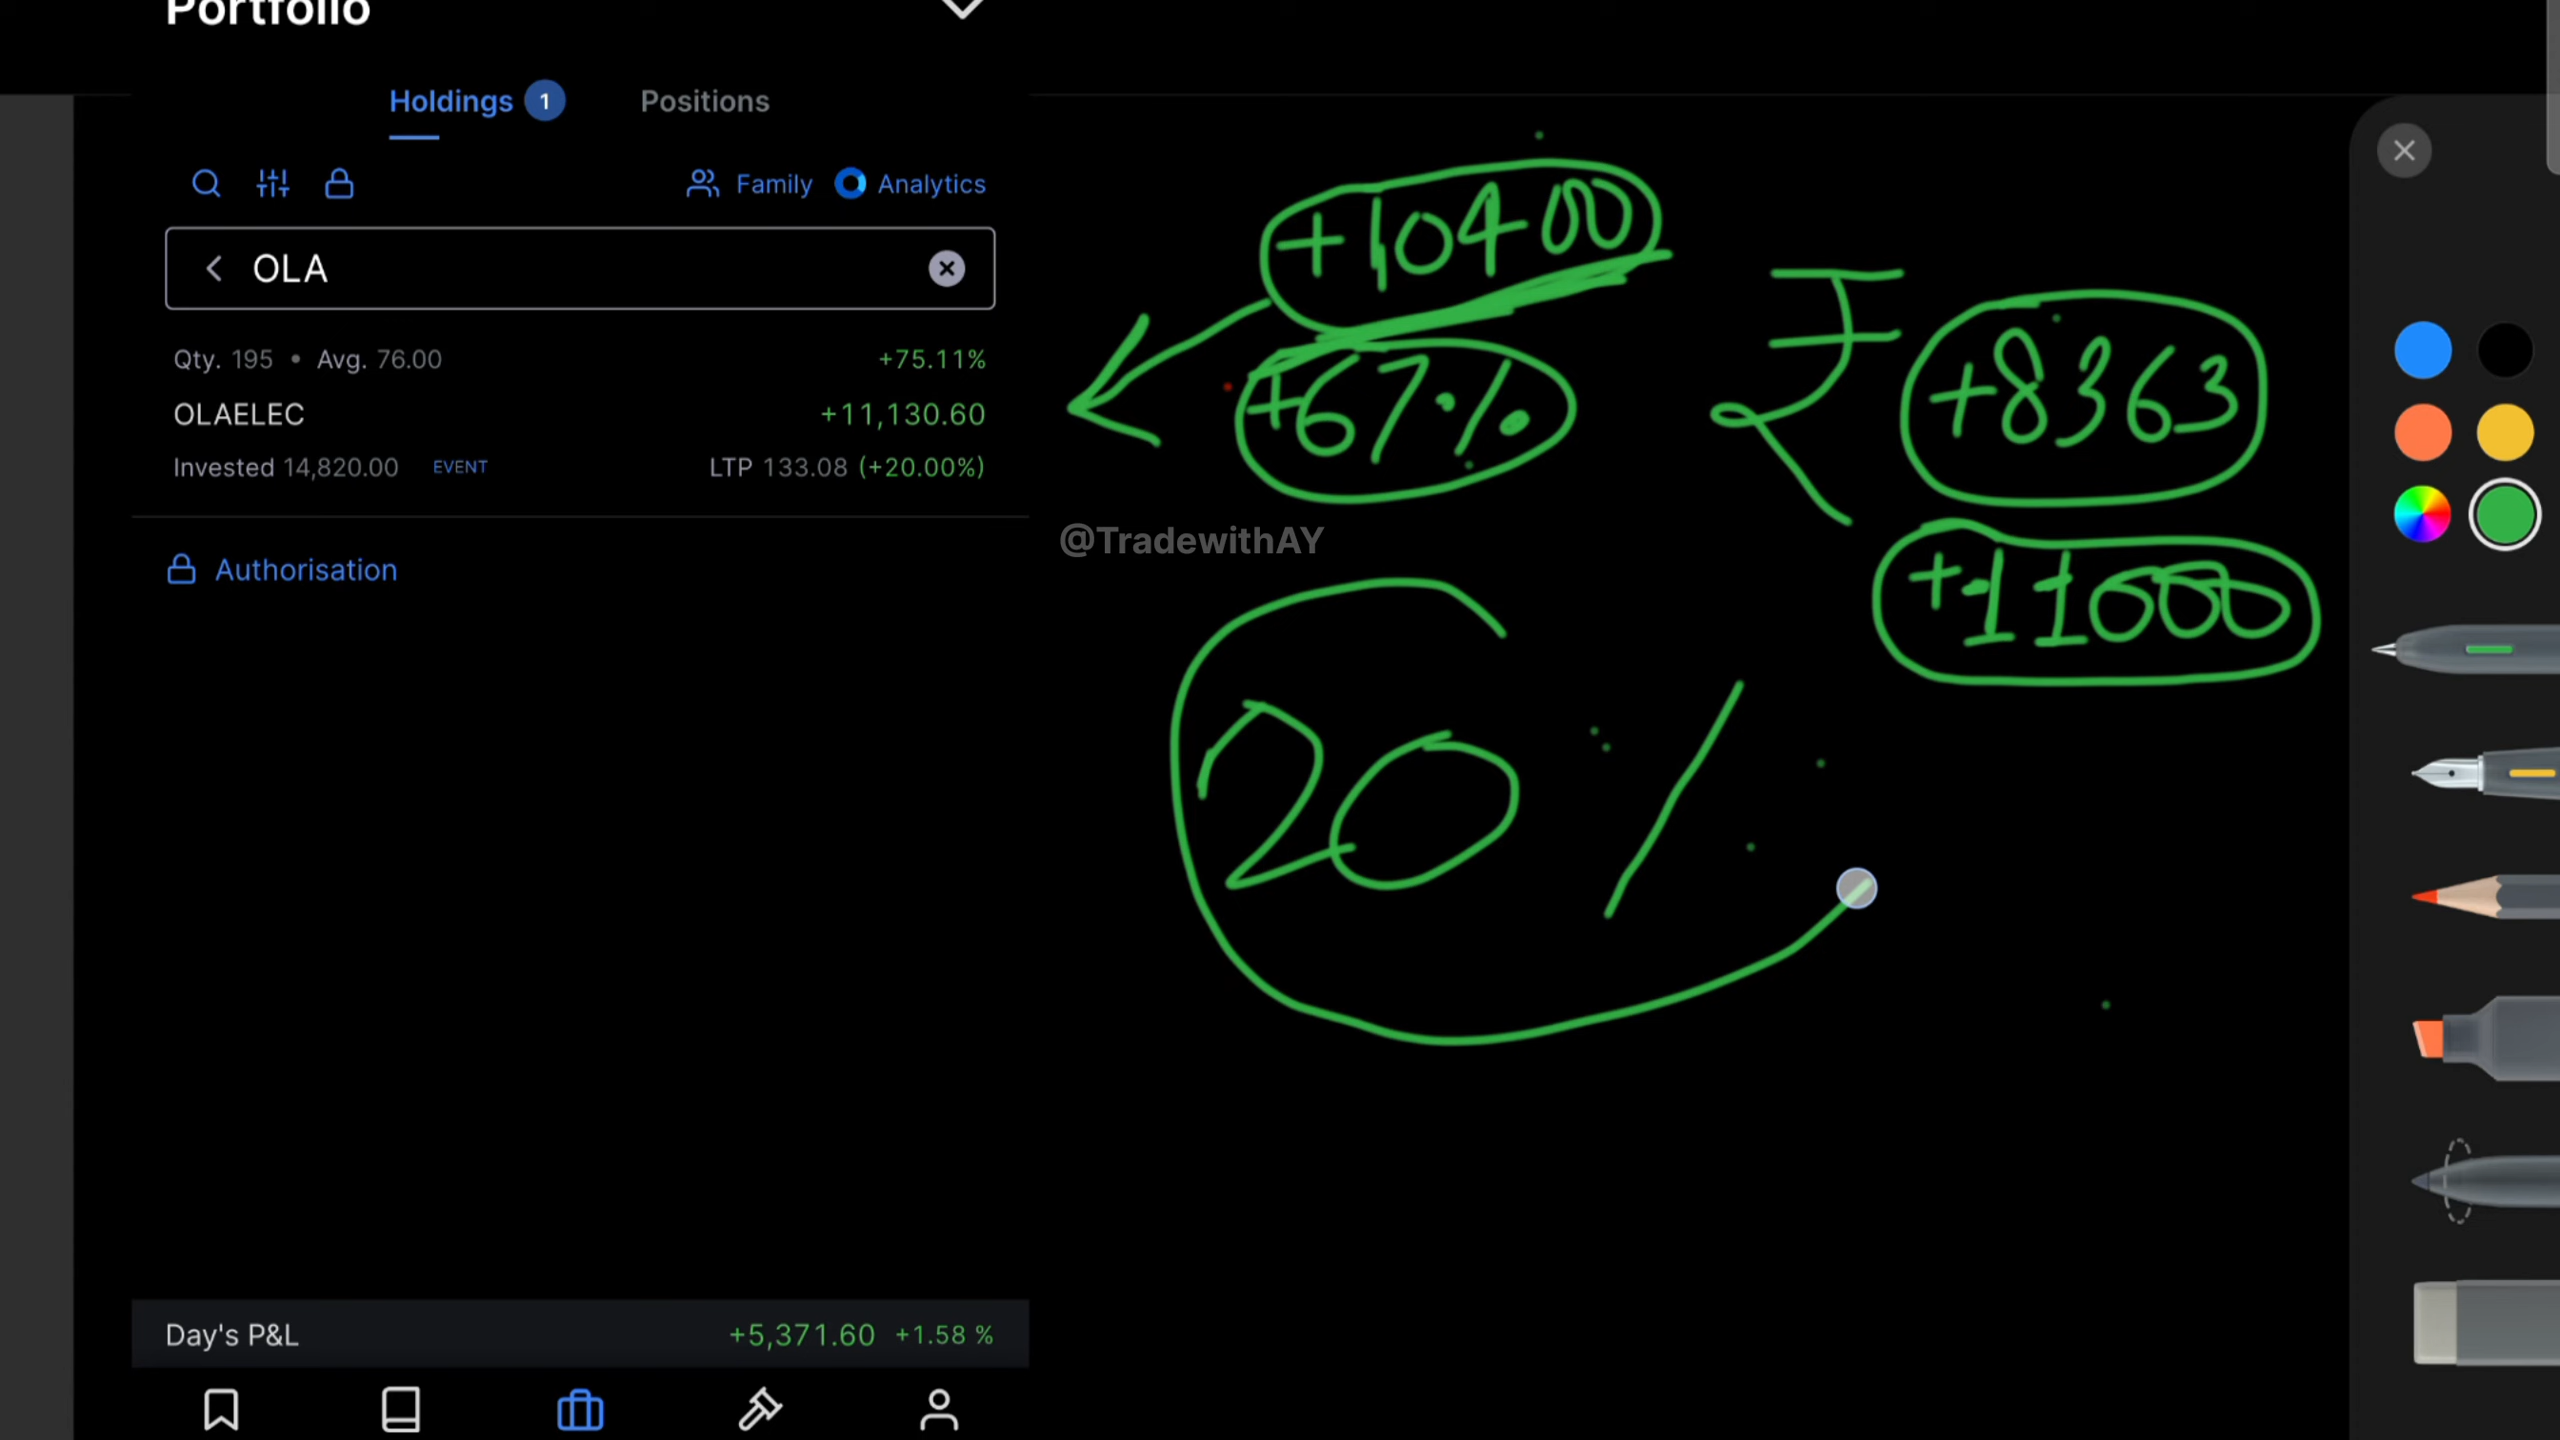 Portfolio
Holdings 1 Positions
Family Analytics
OLA
Qty. 195 • Avg. 76.00 +75.11%
OLAELEC +11,130.60
Invested 14,820.00 EVENT LTP 133.08 (+20.00%)
Authorisation
Day's P&L +5,371.60 +1.58 %
+10400
+67%
₹ +8363
@TradewithAY
+11000
20 /